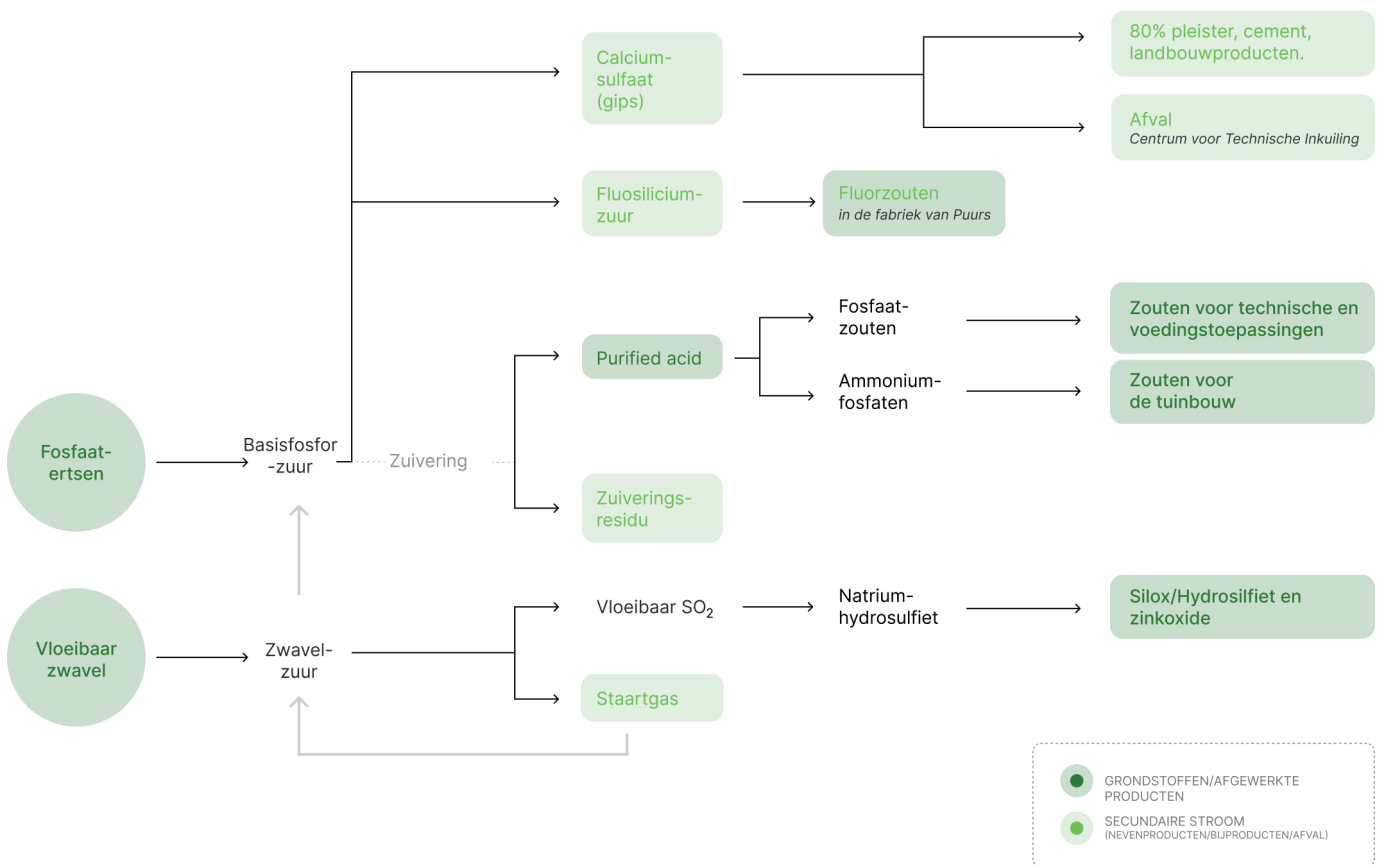 Calcium-
sulfaat
(gips)
80% pleister, cement,
landbouwproducten.
Afval
Centrum voor Technische Inkuiling
Fluosilicium-
zuur
Fluorzouten
in de fabriek van Puurs
Fosfaat-
zouten
Zouten voor technische en
voedingstoepassingen
Purified acid
Ammonium-
fosfaten
Zouten voor
de tuinbouw
Fosfaat-
ertsen
Basisfosfor
-zuur
Zuivering
Zuiverings-
residu
Vloeibaar SO2
Natrium-
hydrosulfiet
Silox/Hydrosilfiet en
zinkoxide
Vloeibaar
zwavel
Zwavel-
zuur
Staartgas
GRONDSTOFFEN/AFGEWERKTE
PRODUCTEN
SECUNDAIRE STROOM
(NEVENPRODUCTEN/BIJPRODUCTEN/AFVAL)